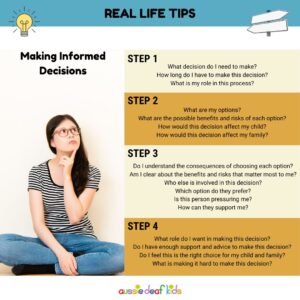 REAL LIFE TIPS
Making Informed
Decisions
STEP 1
What decision do I need to make?
How long do I have to make this decision?
What is my role in this process?
STEP 2
What are my options?
What are the possible benefits and risks of each option?
How would this decision affect my child?
How would this decision affect my family?
STEP 3
Do I understand the consequences of choosing each option?
Am I clear about the benefits and risks that matter most to me?
Who else is involved in this decision?
Which option do they prefer?
Is this person pressuring me?
How can they support me?
STEP 4
What role do I want in making this decision?
Do I have enough support and advice to make this decision?
Do I feel this is the right choice for my child and family?
What is making it hard to make this decision?
aussie deaf kids